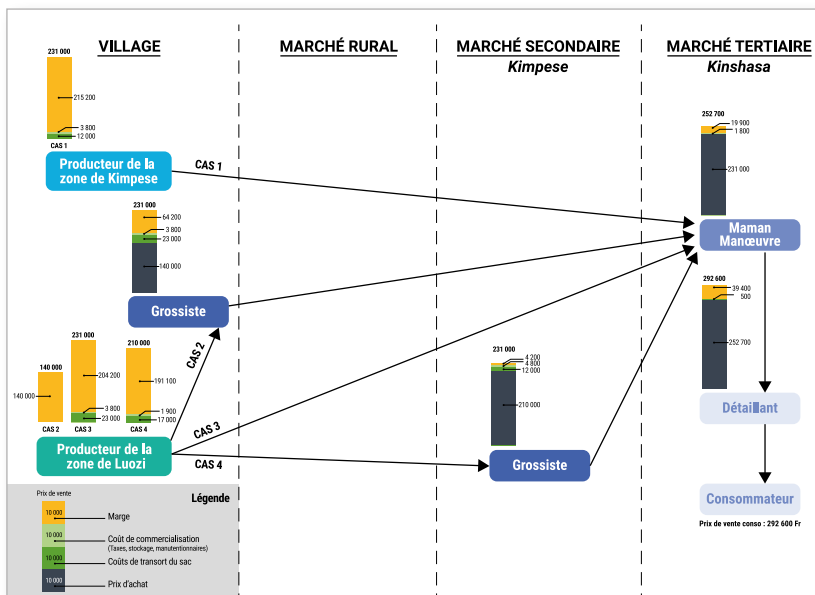 VILLAGE
MARCHÉ RURAL
MARCHÉ SECONDAIRE
Kimpese
MARCHÉ TERTIAIRE
Kinshasa
231 000
215 200
3 800
12 000
CAS 1
Producteur de la
zone de Kimpese
CAS 1
252 700
19 900
1 800
231 000
Maman
Manœuvre
231 000
64 200
3 800
23 000
140 000
Grossiste
CAS 2
292 600
39 400
500
252 700
Détaillant
140 000
140 000
CAS 2
231 000
204 200
3 800
23 000
CAS 3
210 000
191 100
1 900
17 000
CAS 4
Producteur de la
zone de Luozi
CAS 3
CAS 4
231 000
4 200
4 800
12 000
210 000
Grossiste
Consommateur
Prix de vente conso : 292 600 Fr
Légende
Prix de vente
10 000
Marge
10 000
Coût de commercialisation
(Taxes, stockage, manutentionnaires)
10 000
Coûts de transort du sac
10 000
Prix d'achat